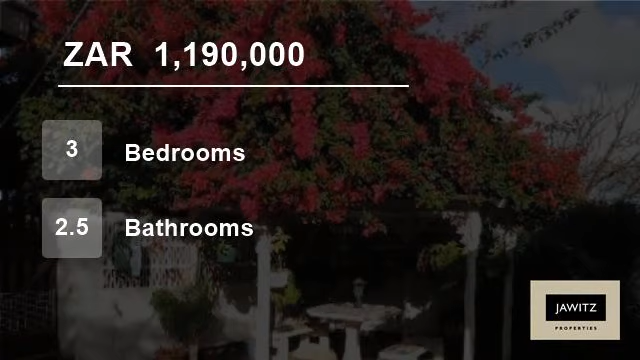 ZAR 1,190,000
3 Bedrooms
2.5 Bathrooms
JAWITZ
PROPERTIES